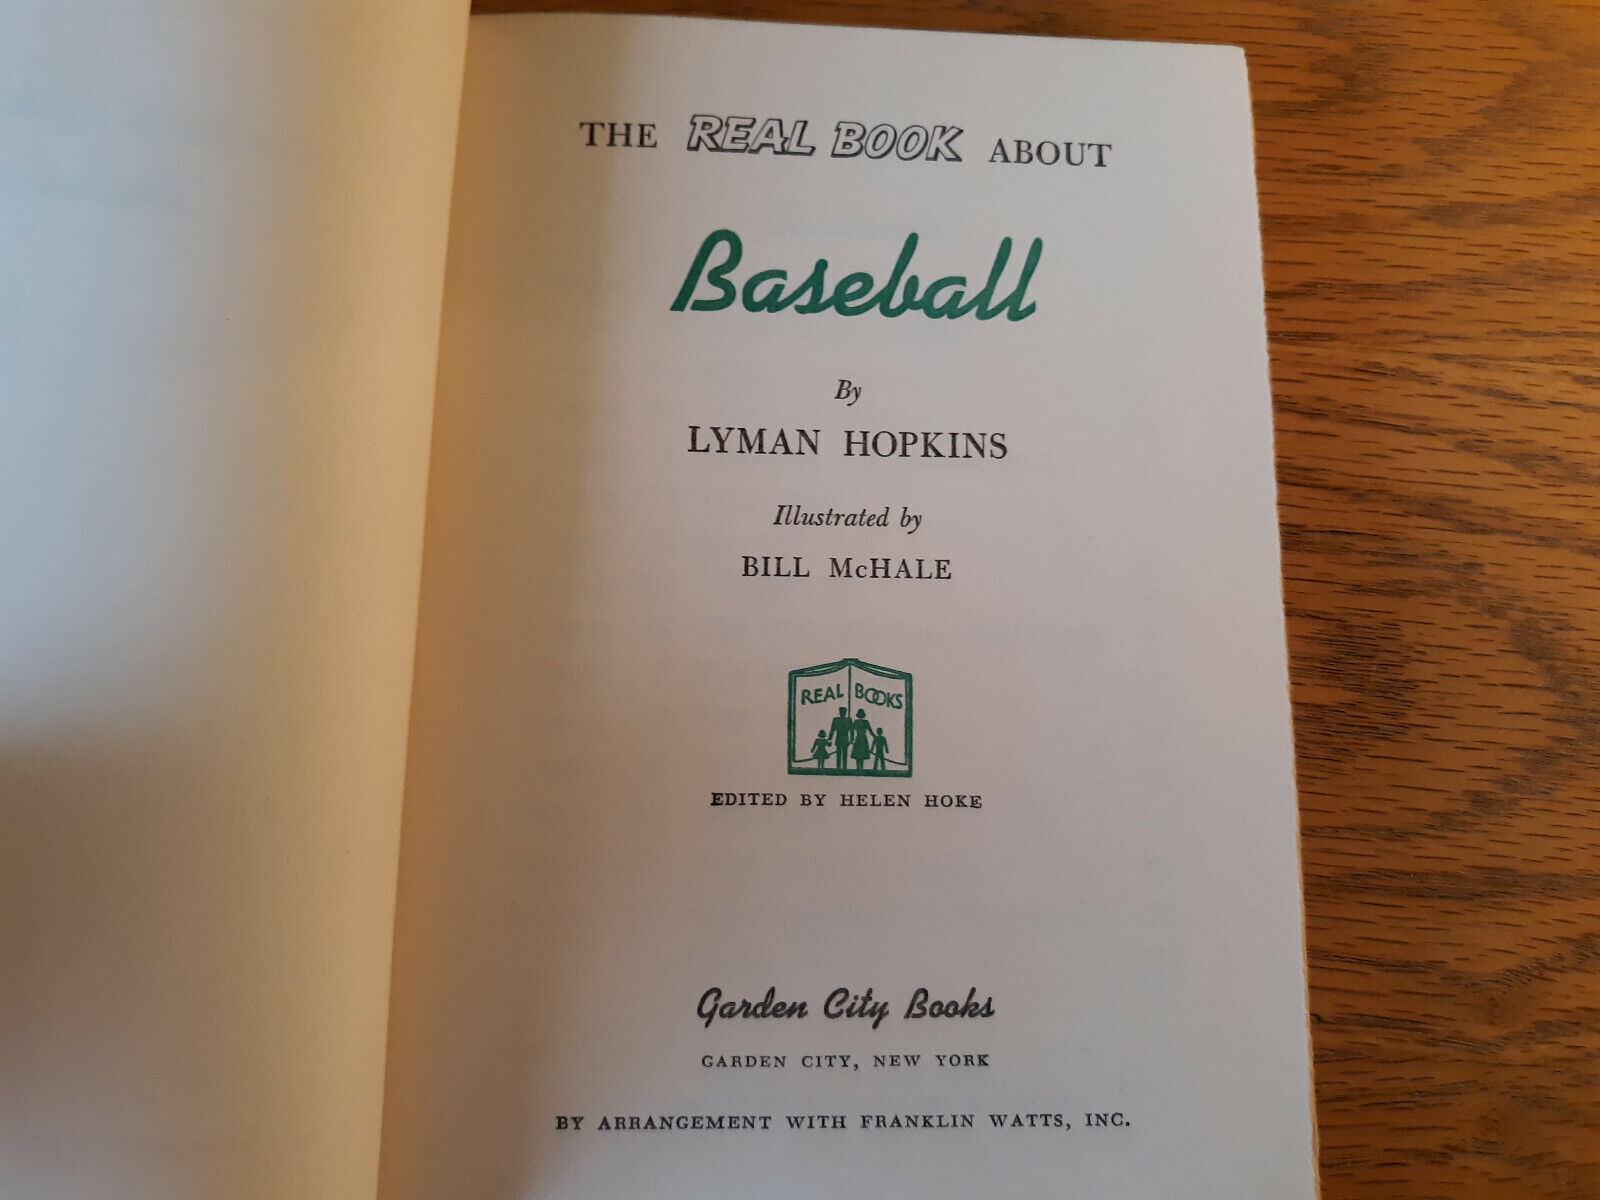 THE REAL BOOK ABOUT
Baseball
By
LYMAN HOPKINS
Illustrated by
BILL McHALE
REAL BOOKS
EDITED BY HELEN HOKE
Garden City Books
GARDEN CITY, NEW YORK
BY ARRANGEMENT WITH FRANKLIN WATTS, INC.